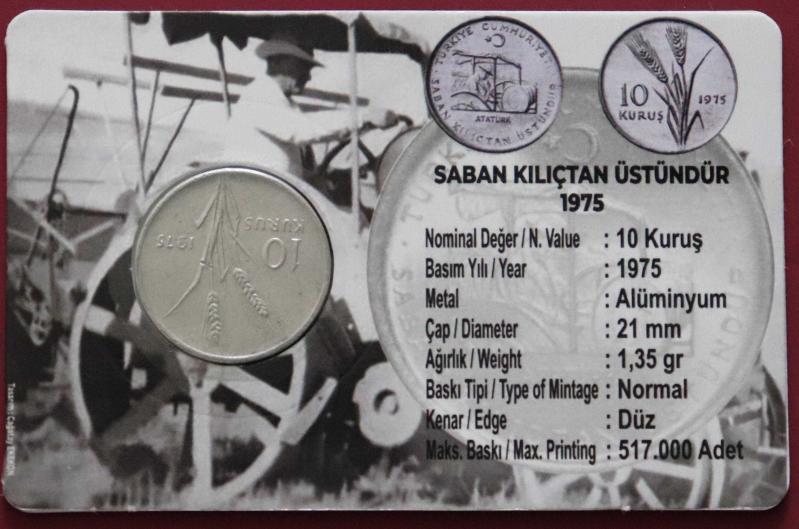 TÜRKİYE CUMHURİYETİ
SABAN KILIÇTAN ÜSTÜNDÜR
ATATÜRK
10
KURUŞ
1975
SABAN KILIÇTAN ÜSTÜNDÜR
1975
Nominal Değer / N. Value : 10 Kuruş
Basım Yılı / Year : 1975
Metal : Alüminyum
Çap / Diameter : 21 mm
Ağırlık / Weight : 1,35 gr
Baskı Tipi / Type of Mintage : Normal
Kenar / Edge : Düz
Maks. Baskı / Max. Printing : 517.000 Adet
10
KURUŞ
1975